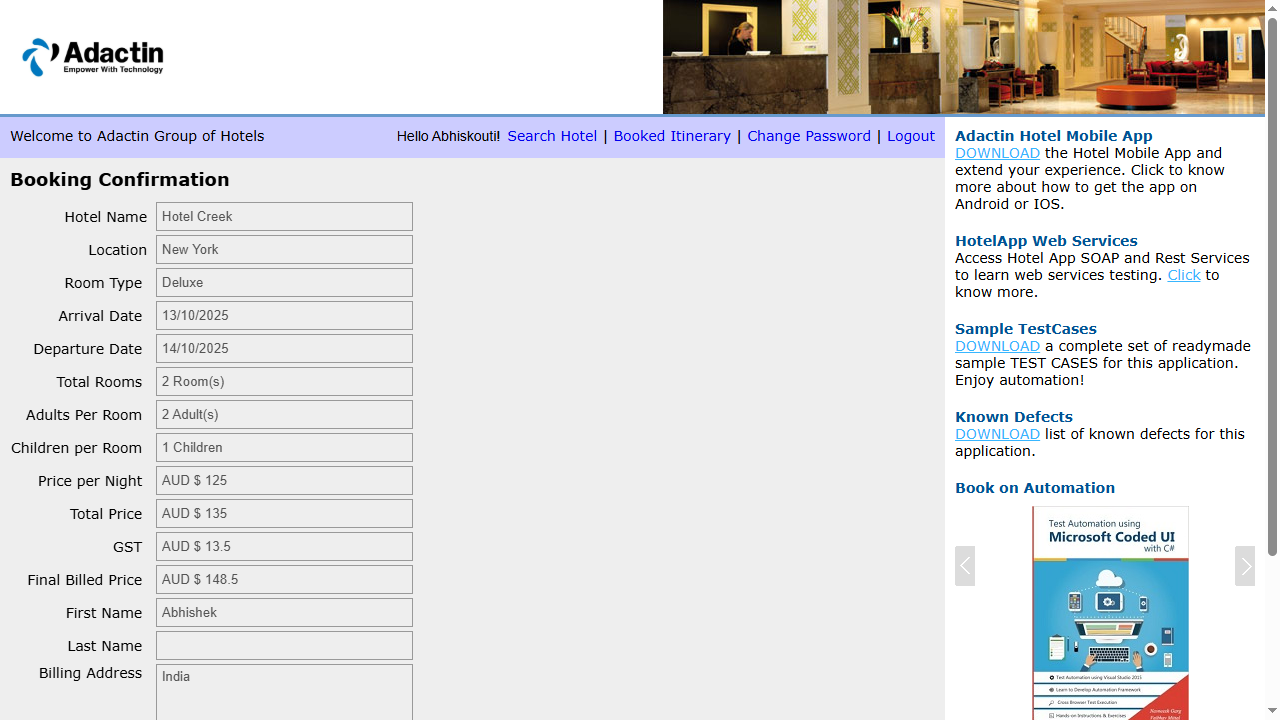 Adactin
Empower With Technology
Welcome to Adactin Group of Hotels
Hello Abhiskouti! Search Hotel | Booked Itinerary | Change Password | Logout
Booking Confirmation
Hotel Name Hotel Creek
Location New York
Room Type Deluxe
Arrival Date 13/10/2025
Departure Date 14/10/2025
Total Rooms 2 Room(s)
Adults Per Room 2 Adult(s)
Children per Room 1 Children
Price per Night AUD $ 125
Total Price AUD $ 135
GST AUD $ 13.5
Final Billed Price AUD $ 148.5
First Name Abhishek
Last Name
Billing Address India
Adactin Hotel Mobile App
DOWNLOAD the Hotel Mobile App and
extend your experience. Click to know
more about how to get the app on
Android or IOS.
HotelApp Web Services
Access Hotel App SOAP and Rest Services
to learn web services testing. Click to
know more.
Sample TestCases
DOWNLOAD a complete set of readymade
sample TEST CASES for this application.
Enjoy automation!
Known Defects
DOWNLOAD list of known defects for this
application.
Book on Automation
Test Automation using
Microsoft Coded UI
with C#
Test Automation using Visual Studio 2015
Learn to Develop Automation Framework
Cross Browser Test Execution
Hands-on Instructions & Exercises
Navneesh Garg